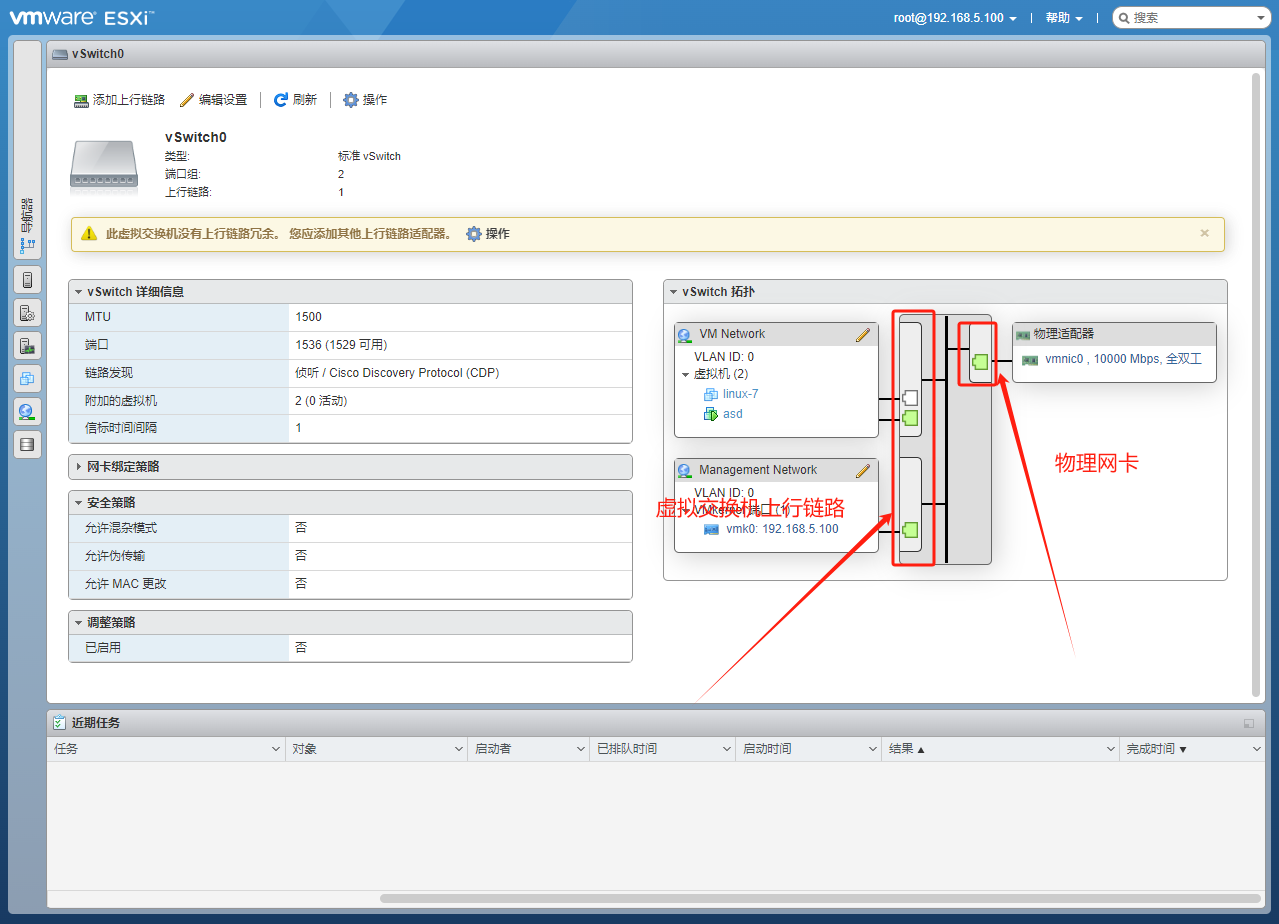 vmware ESXi™
root@192.168.5.100
帮助
搜索
导航器
vSwitch0
添加上行链路
编辑设置
刷新
操作
vSwitch0
类型:
标准 vSwitch
端口组:
2
上行链路:
1
此虚拟交换机没有上行链路冗余。 您应添加其他上行链路适配器。
操作
vSwitch 详细信息
MTU
1500
端口
1536 (1529 可用)
链路发现
侦听 / Cisco Discovery Protocol (CDP)
附加的虚拟机
2 (0 活动)
信标时间间隔
1
网卡绑定策略
安全策略
允许混杂模式
否
允许伪传输
否
允许 MAC 更改
否
调整策略
已启用
否
vSwitch 拓扑
VM Network
VLAN ID: 0
虚拟机 (2)
linux-7
asd
Management Network
VLAN ID: 0
VMkernel 端口 (1)
vmk0: 192.168.5.100
虚拟交换机上行链路
物理适配器
vmnic0 , 10000 Mbps, 全双工
物理网卡
近期任务
任务
对象
启动者
已排队时间
启动时间
结果 ▲
完成时间 ▼